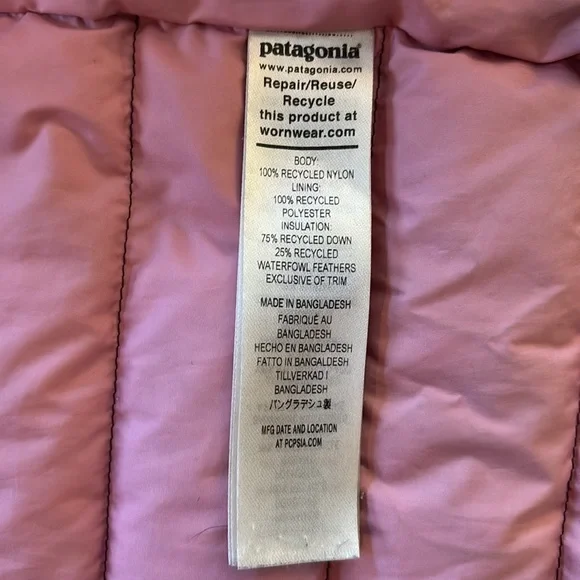 patagonia®
www.patagonia.com
Repair/Reuse/
Recycle
this product at
wornwear.com
BODY:
100% RECYCLED NYLON
LINING:
100% RECYCLED
POLYESTER
INSULATION:
75% RECYCLED DOWN
25% RECYCLED
WATERFOWL FEATHERS
EXCLUSIVE OF TRIM
MADE IN BANGLADESH
FABRIQUÉ AU
BANGLADESH
HECHO EN BANGLADESH
FATTO IN BANGALDESH
TILLVERKAD I
BANGLADESH
バングラデシュ製
MFG DATE AND LOCATION
AT PCPSIA.COM